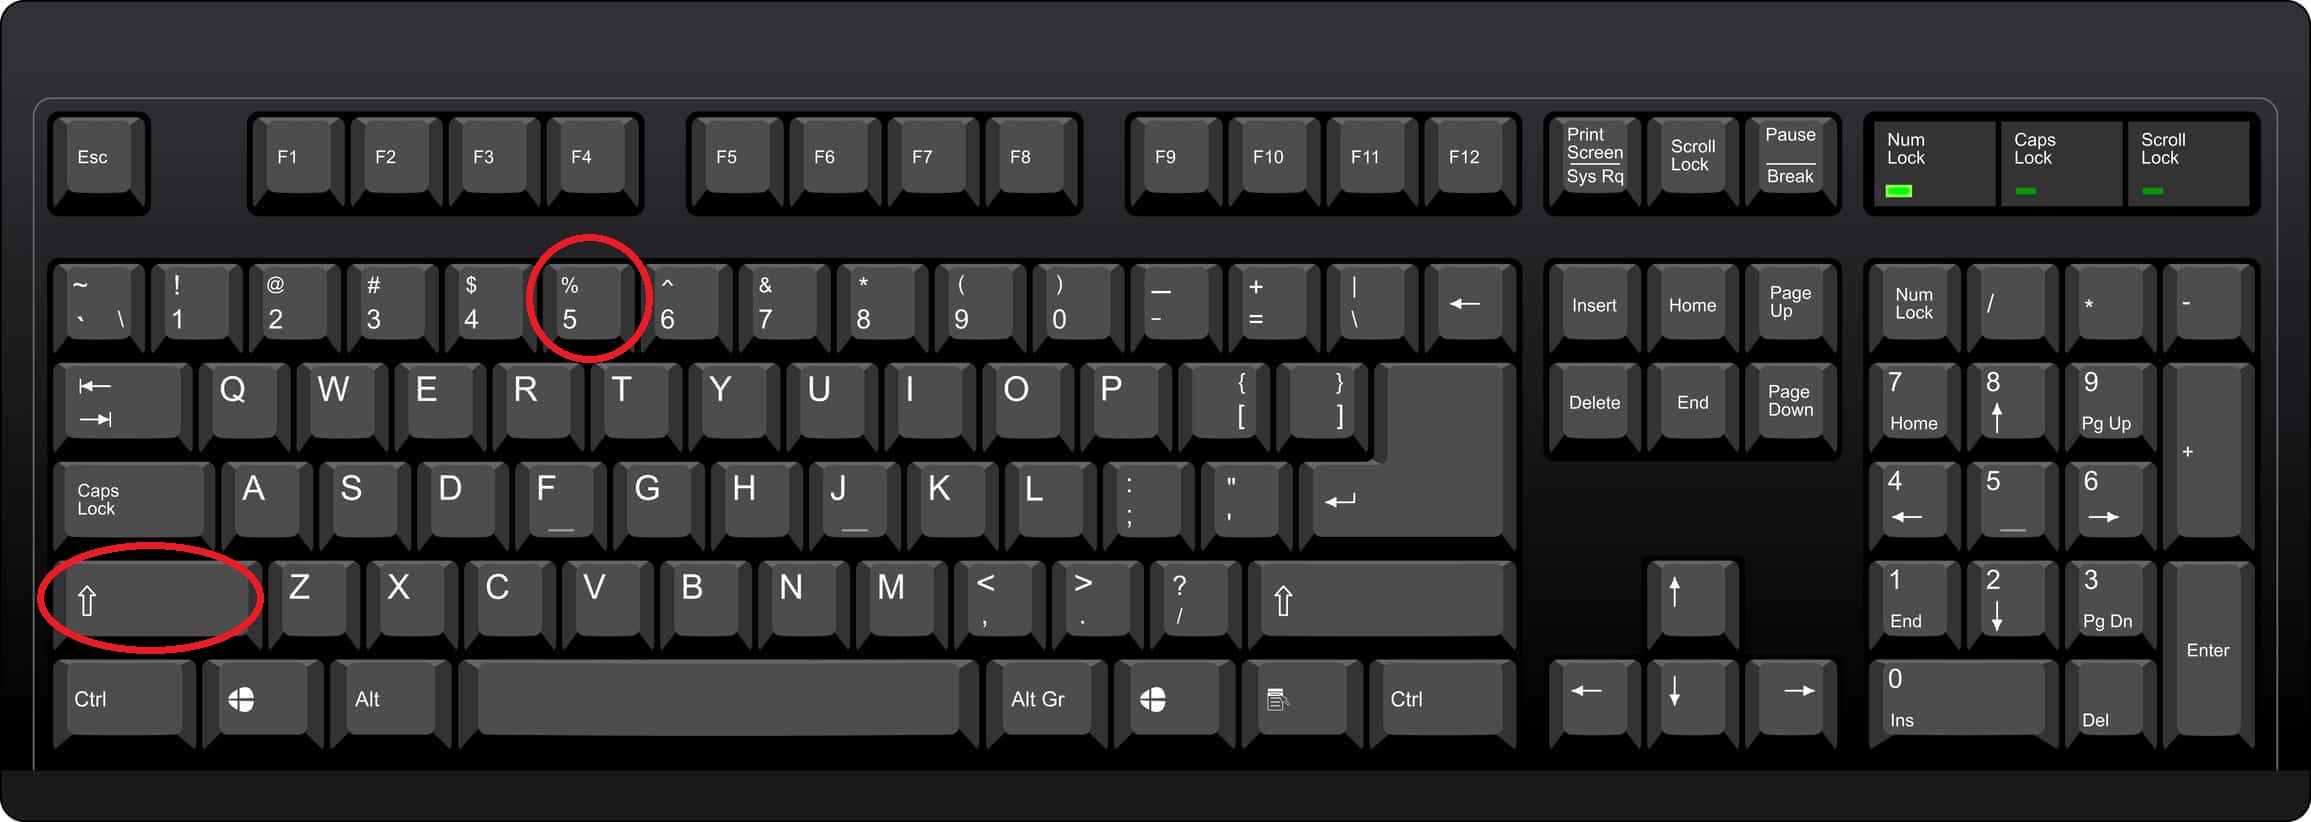 Esc F1 F2 F3 F4 F5 F6 F7 F8 F9 F10 F11 F12
Print
Screen
Sys Rq
Scroll
Lock
Pause
Break
Num
Lock
Caps
Lock
Scroll
Lock
~ ! @ # $ % ^ & * ( ) — + |
` \ 1 2 3 4 5 6 7 8 9 0 - = \ ←
Insert Home
Page
Up
Num
Lock
/ * -
⇤
⇥
Q W E R T Y U I O P
{ }
[ ]
Delete End
Page
Down
7 8 9
Home ↑ Pg Up
+
Caps
Lock
A S D F G H J K L
: "
; '
↵
4 5 6
← _ →
⇧ Z X C V B N M
< > ?
, . /
⇧
↑
1 2 3
End ↓ Pg Dn
Enter
Ctrl Alt Alt Gr Ctrl
← ↓ →
0
Ins Del